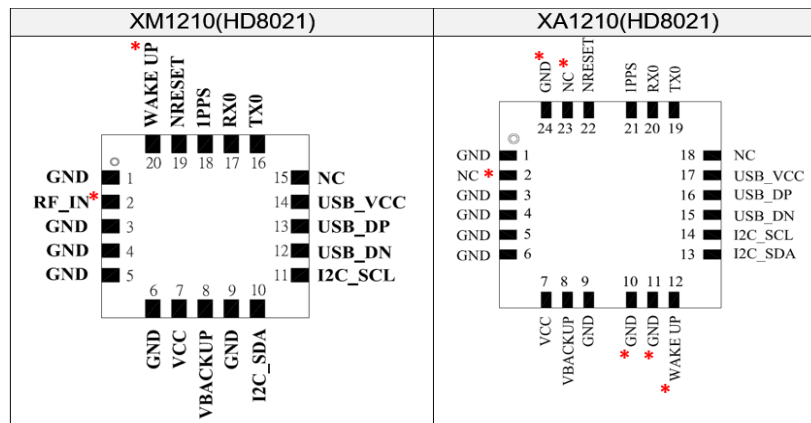 XM1210(HD8021)
XA1210(HD8021)
* WAKE UP
NRESET
1PPS
RX0
TX0
20 19 18 17 16
GND 1
RF_IN* 2
GND 3
GND 4
GND 5
15 NC
14 USB_VCC
13 USB_DP
12 USB_DN
11 I2C_SCL
6 7 8 9 10
GND
VCC
VBACKUP
GND
I2C_SDA
* GND
* NC
NRESET
1PPS
RX0
TX0
24 23 22 21 20 19
GND 1
NC * 2
GND 3
GND 4
GND 5
GND 6
18 NC
17 USB_VCC
16 USB_DP
15 USB_DN
14 I2C_SCL
13 I2C_SDA
7 8 9 10 11 12
VCC
VBACKUP
GND
* GND
* GND
* WAKE UP